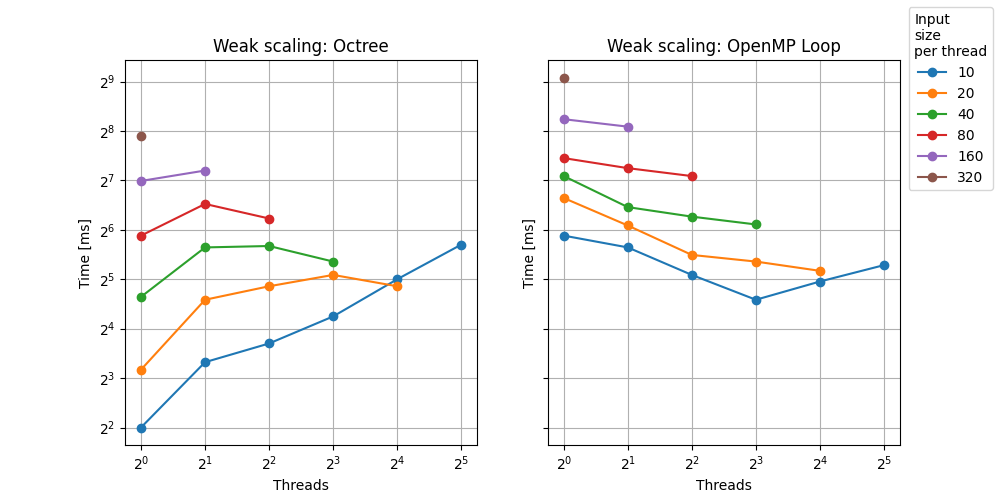 Weak scaling: Octree
Time [ms]
2⁹
2⁸
2⁷
2⁶
2⁵
2⁴
2³
2²
2⁰ 2¹ 2² 2³ 2⁴ 2⁵
Threads
Weak scaling: OpenMP Loop
Time [ms]
2⁰ 2¹ 2² 2³ 2⁴ 2⁵
Threads
Input
size
per thread
10
20
40
80
160
320